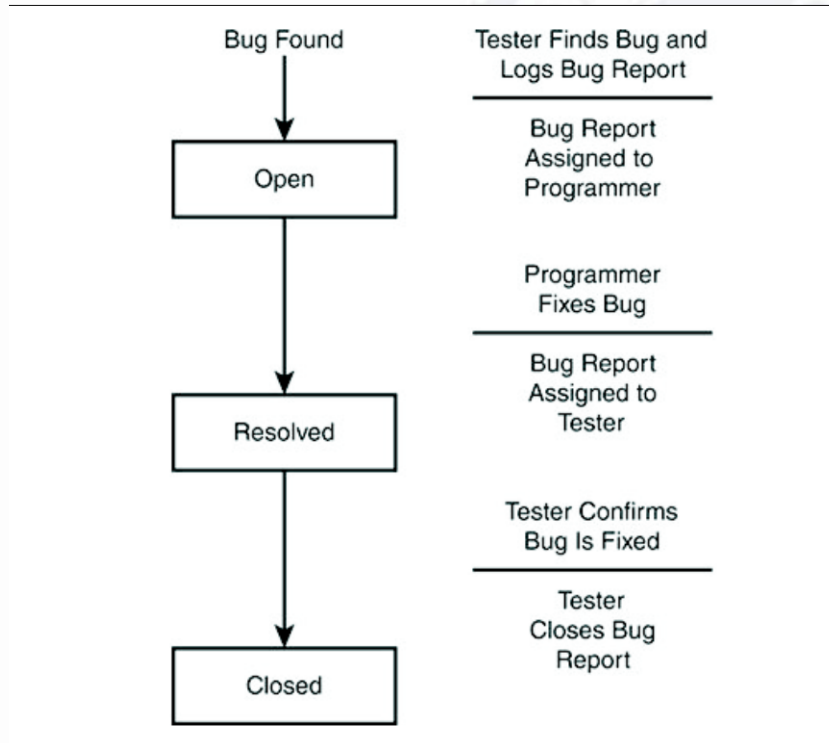 Bug Found
Tester Finds Bug and
Logs Bug Report
Bug Report
Assigned to
Programmer
Open
Programmer
Fixes Bug
Bug Report
Assigned to
Tester
Resolved
Tester Confirms
Bug Is Fixed
Tester
Closes Bug
Report
Closed